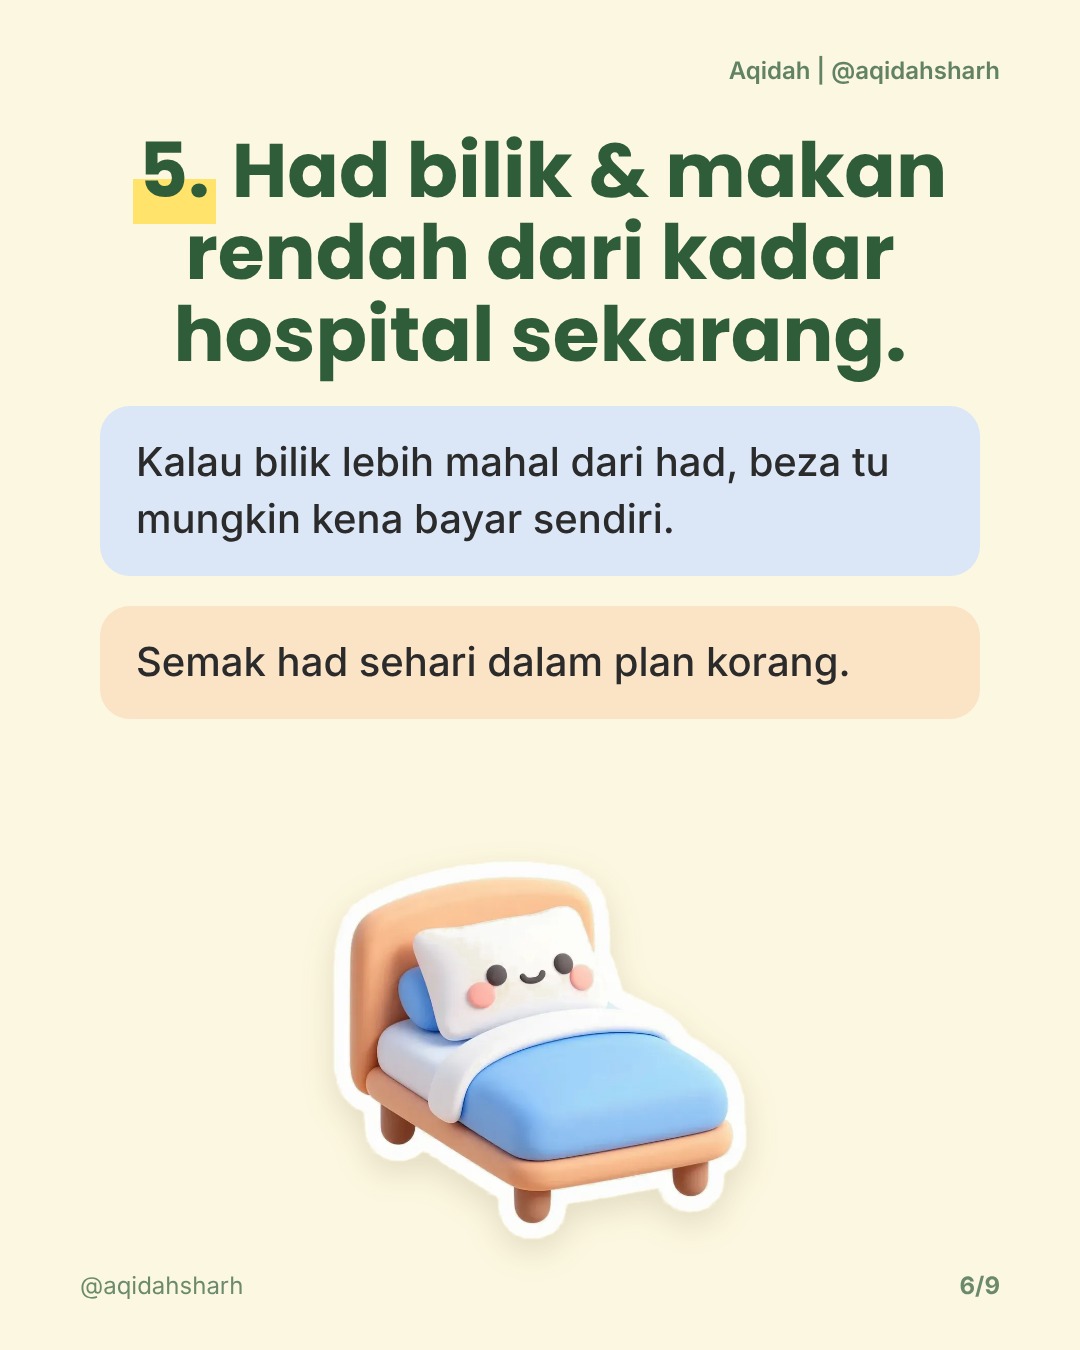 Aqidah | @aqidahsharh
5. Had bilik & makan
rendah dari kadar
hospital sekarang.
Kalau bilik lebih mahal dari had, beza tu
mungkin kena bayar sendiri.
Semak had sehari dalam plan korang.
@aqidahsharh
6/9